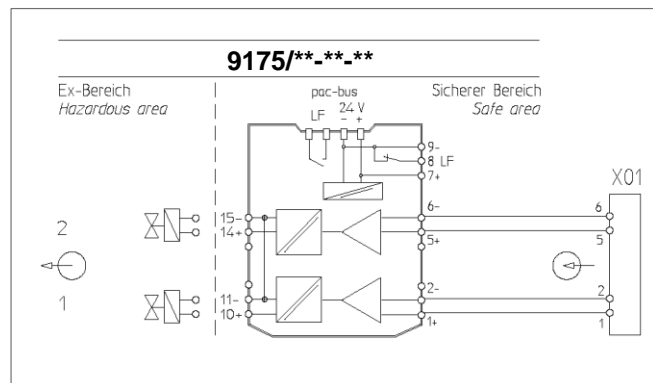 9175/**-**-**
Ex-Bereich
Hazardous area
pac-bus
Sicherer Bereich
Safe area
LF
24 V
- +
9-
8 LF
7+
X01
15-
14+
6-
5+
6
5
2
1
11-
10+
2-
1+
2
1